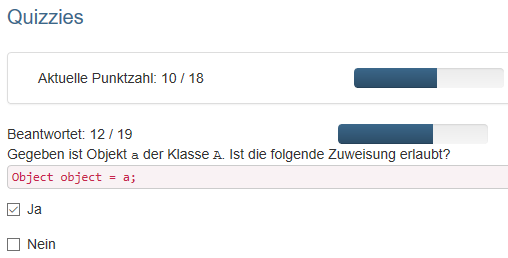 Quizzies
Aktuelle Punktzahl: 10 / 18
Beantwortet: 12 / 19
Gegeben ist Objekt a der Klasse A. Ist die folgende Zuweisung erlaubt?
Object object = a;
Ja
Nein